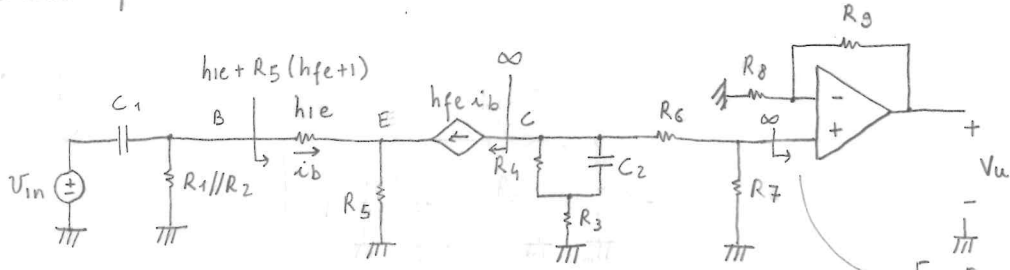 R9
∞
hie + R5 (hfe+1)
R8
C1
B
hie
E
hfe ib
C
R6
∞
-
+
+
Vin
R1//R2
ib
R5
R4
C2
R3
R7
Vu
-